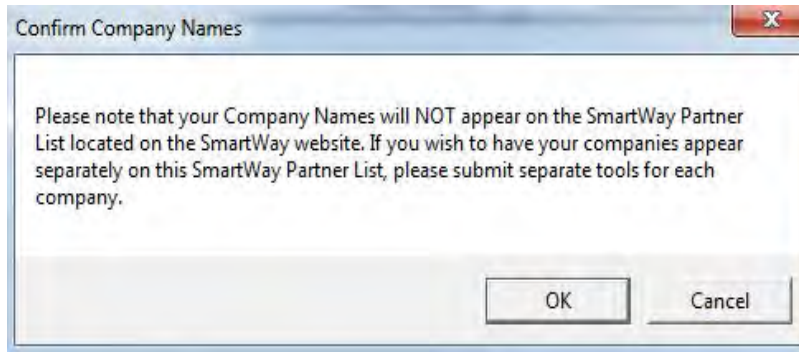 Confirm Company Names
Please note that your Company Names will NOT appear on the SmartWay Partner
List located on the SmartWay website. If you wish to have your companies appear
separately on this SmartWay Partner List, please submit separate tools for each
company.
OK
Cancel